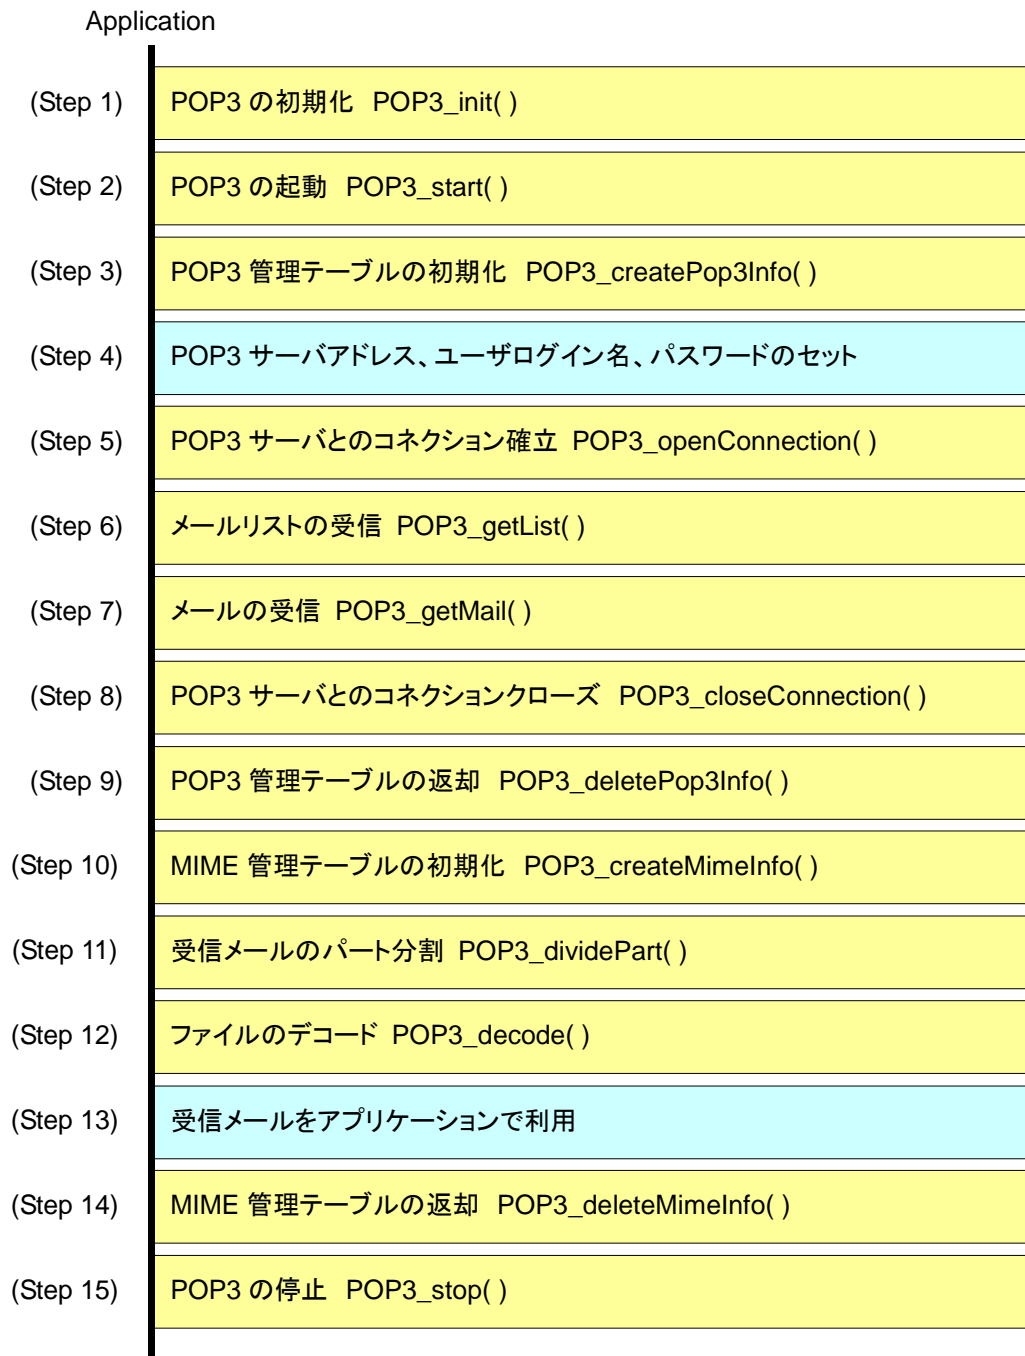 Application
(Step 1) POP3 の初期化 POP3_init( )
(Step 2) POP3 の起動 POP3_start( )
(Step 3) POP3 管理テーブルの初期化 POP3_createPop3Info( )
(Step 4) POP3 サーバアドレス、ユーザログイン名、パスワードのセット
(Step 5) POP3 サーバとのコネクション確立 POP3_openConnection( )
(Step 6) メールリストの受信 POP3_getList( )
(Step 7) メールの受信 POP3_getMail( )
(Step 8) POP3 サーバとのコネクションクローズ POP3_closeConnection( )
(Step 9) POP3 管理テーブルの返却 POP3_deletePop3Info( )
(Step 10) MIME 管理テーブルの初期化 POP3_createMimeInfo( )
(Step 11) 受信メールのパート分割 POP3_dividePart( )
(Step 12) ファイルのデコード POP3_decode( )
(Step 13) 受信メールをアプリケーションで利用
(Step 14) MIME 管理テーブルの返却 POP3_deleteMimeInfo( )
(Step 15) POP3 の停止 POP3_stop( )